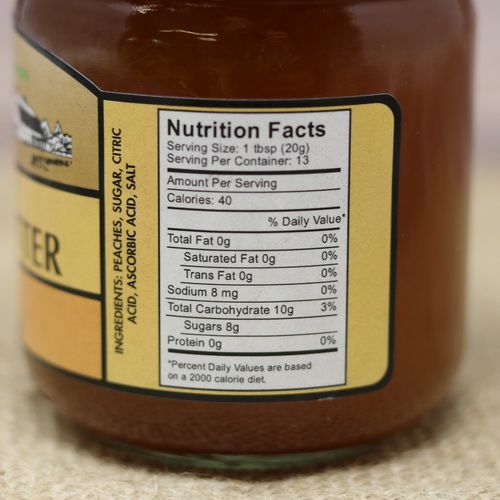 TTER
INGREDIENTS: PEACHES, SUGAR, CITRIC
ACID, ASCORBIC ACID, SALT
Nutrition Facts
Serving Size: 1 tbsp (20g)
Serving Per Container: 13
Amount Per Serving
Calories: 40
% Daily Value*
Total Fat 0g 0%
Saturated Fat 0g 0%
Trans Fat 0g 0%
Sodium 8 mg 0%
Total Carbohydrate 10g 3%
Sugars 8g
Protein 0g 0%
*Percent Daily Values are based
on a 2000 calorie diet.